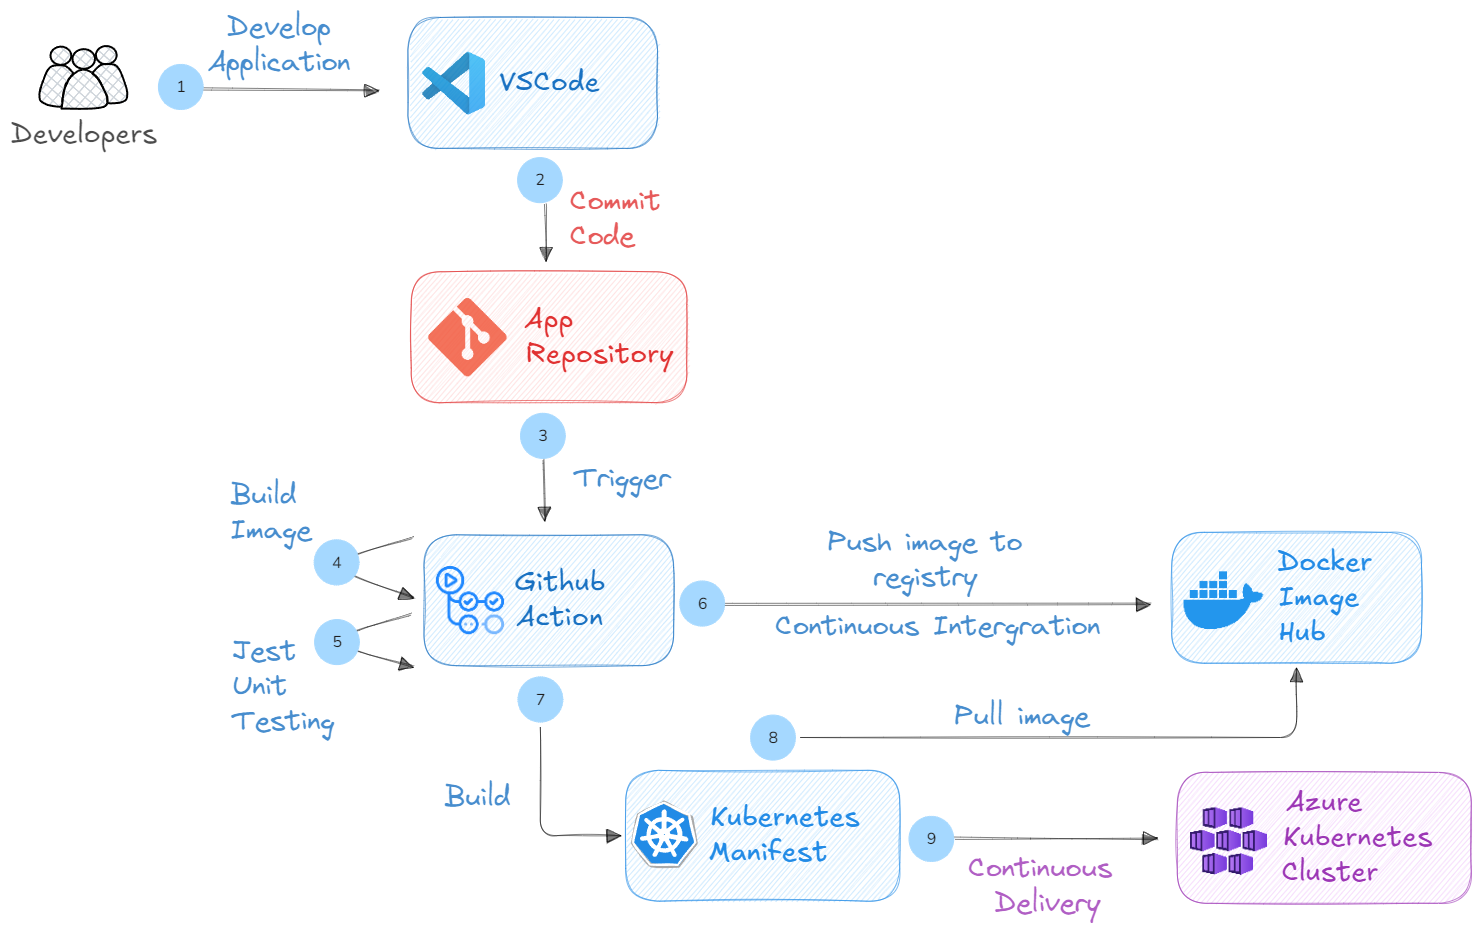 Developers
1
Develop
Application
VSCode
2
Commit
Code
App
Repository
3
Trigger
Build
Image
4
5
Jest
Unit
Testing
Github
Action
6
Push image to
registry
Continuous Intergration
Docker
Image
Hub
7
Build
8
Pull image
Kubernetes
Manifest
9
Continuous
Delivery
Azure
Kubernetes
Cluster